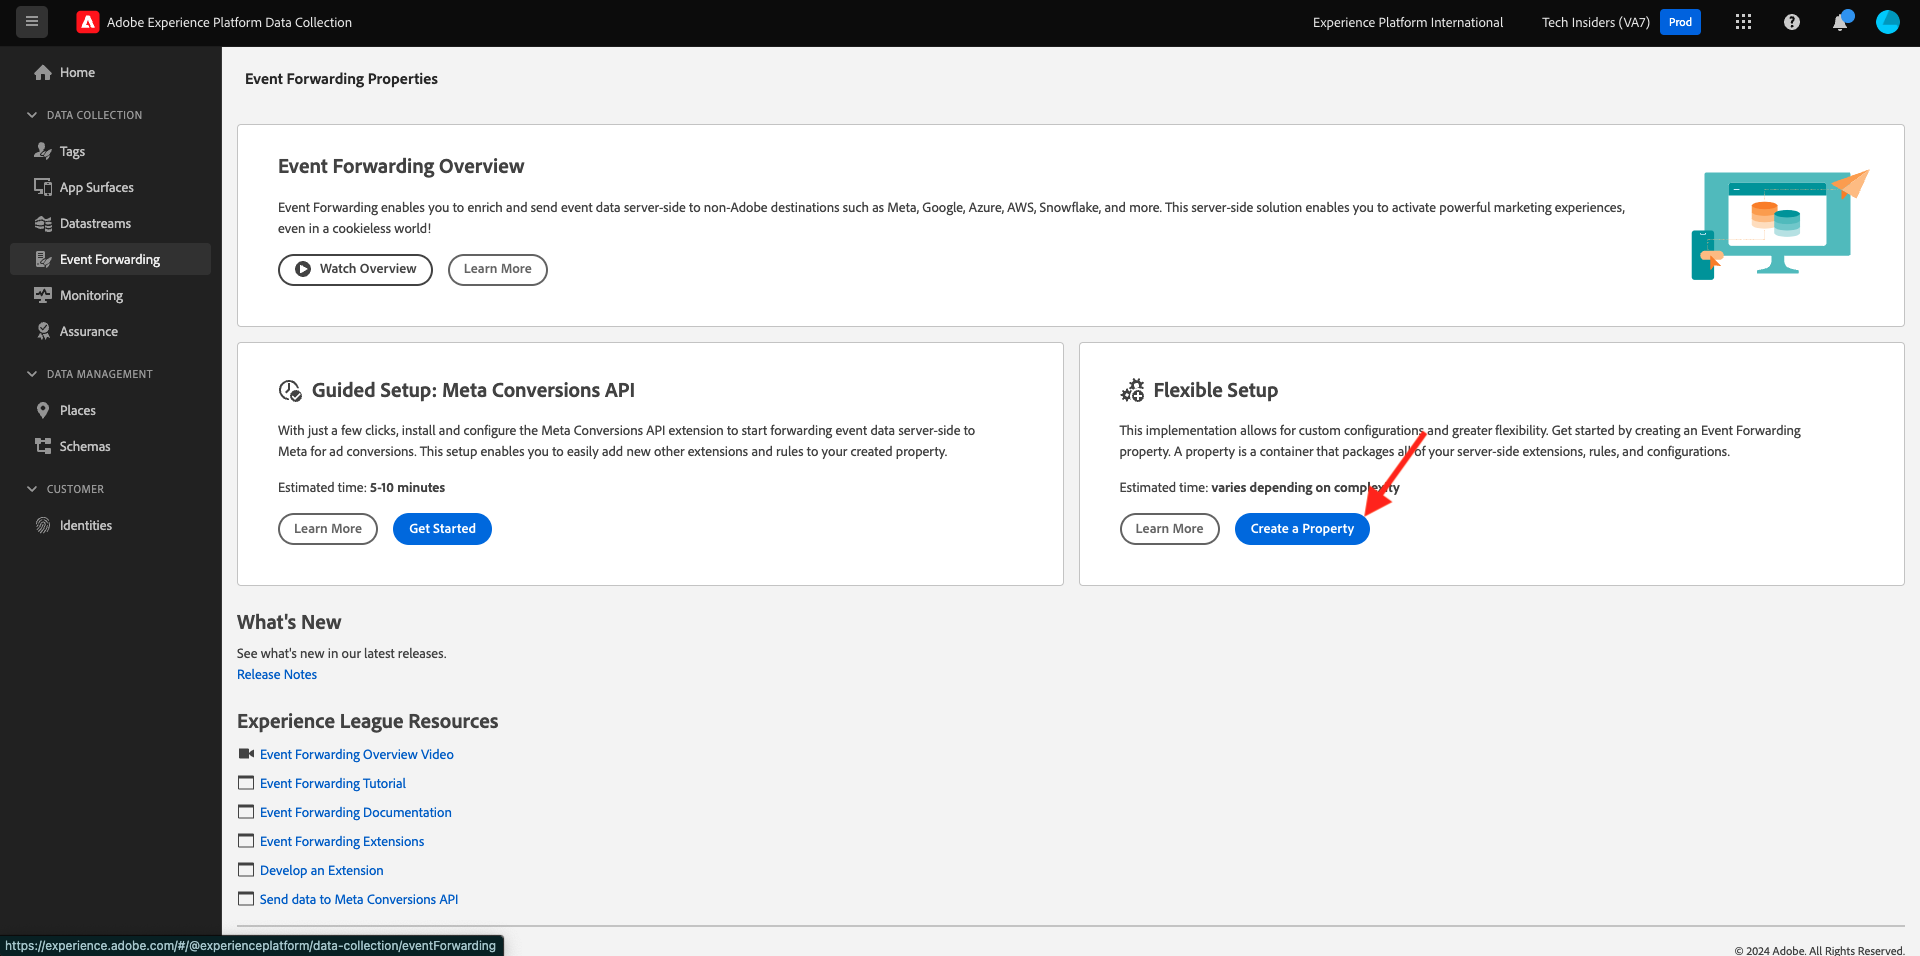 Adobe Experience Platform Data Collection
Experience Platform International
Tech Insiders (VA7)
Prod
Home
DATA COLLECTION
Tags
App Surfaces
Datastreams
Event Forwarding
Monitoring
Assurance
DATA MANAGEMENT
Places
Schemas
CUSTOMER
Identities
Event Forwarding Properties
Event Forwarding Overview
Event Forwarding enables you to enrich and send event data server-side to non-Adobe destinations such as Meta, Google, Azure, AWS, Snowflake, and more. This server-side solution enables you to activate powerful marketing experiences,
even in a cookieless world!
Watch Overview
Learn More
Guided Setup: Meta Conversions API
With just a few clicks, install and configure the Meta Conversions API extension to start forwarding event data server-side to
Meta for ad conversions. This setup enables you to easily add new other extensions and rules to your created property.
Estimated time: 5-10 minutes
Learn More
Get Started
Flexible Setup
This implementation allows for custom configurations and greater flexibility. Get started by creating an Event Forwarding
property. A property is a container that packages all of your server-side extensions, rules, and configurations.
Estimated time: varies depending on complexity
Learn More
Create a Property
What's New
See what's new in our latest releases.
Release Notes
Experience League Resources
Event Forwarding Overview Video
Event Forwarding Tutorial
Event Forwarding Documentation
Event Forwarding Extensions
Develop an Extension
Send data to Meta Conversions API
https://experience.adobe.com/#/@experienceplatform/data-collection/eventForwarding
© 2024 Adobe. All Rights Reserved.